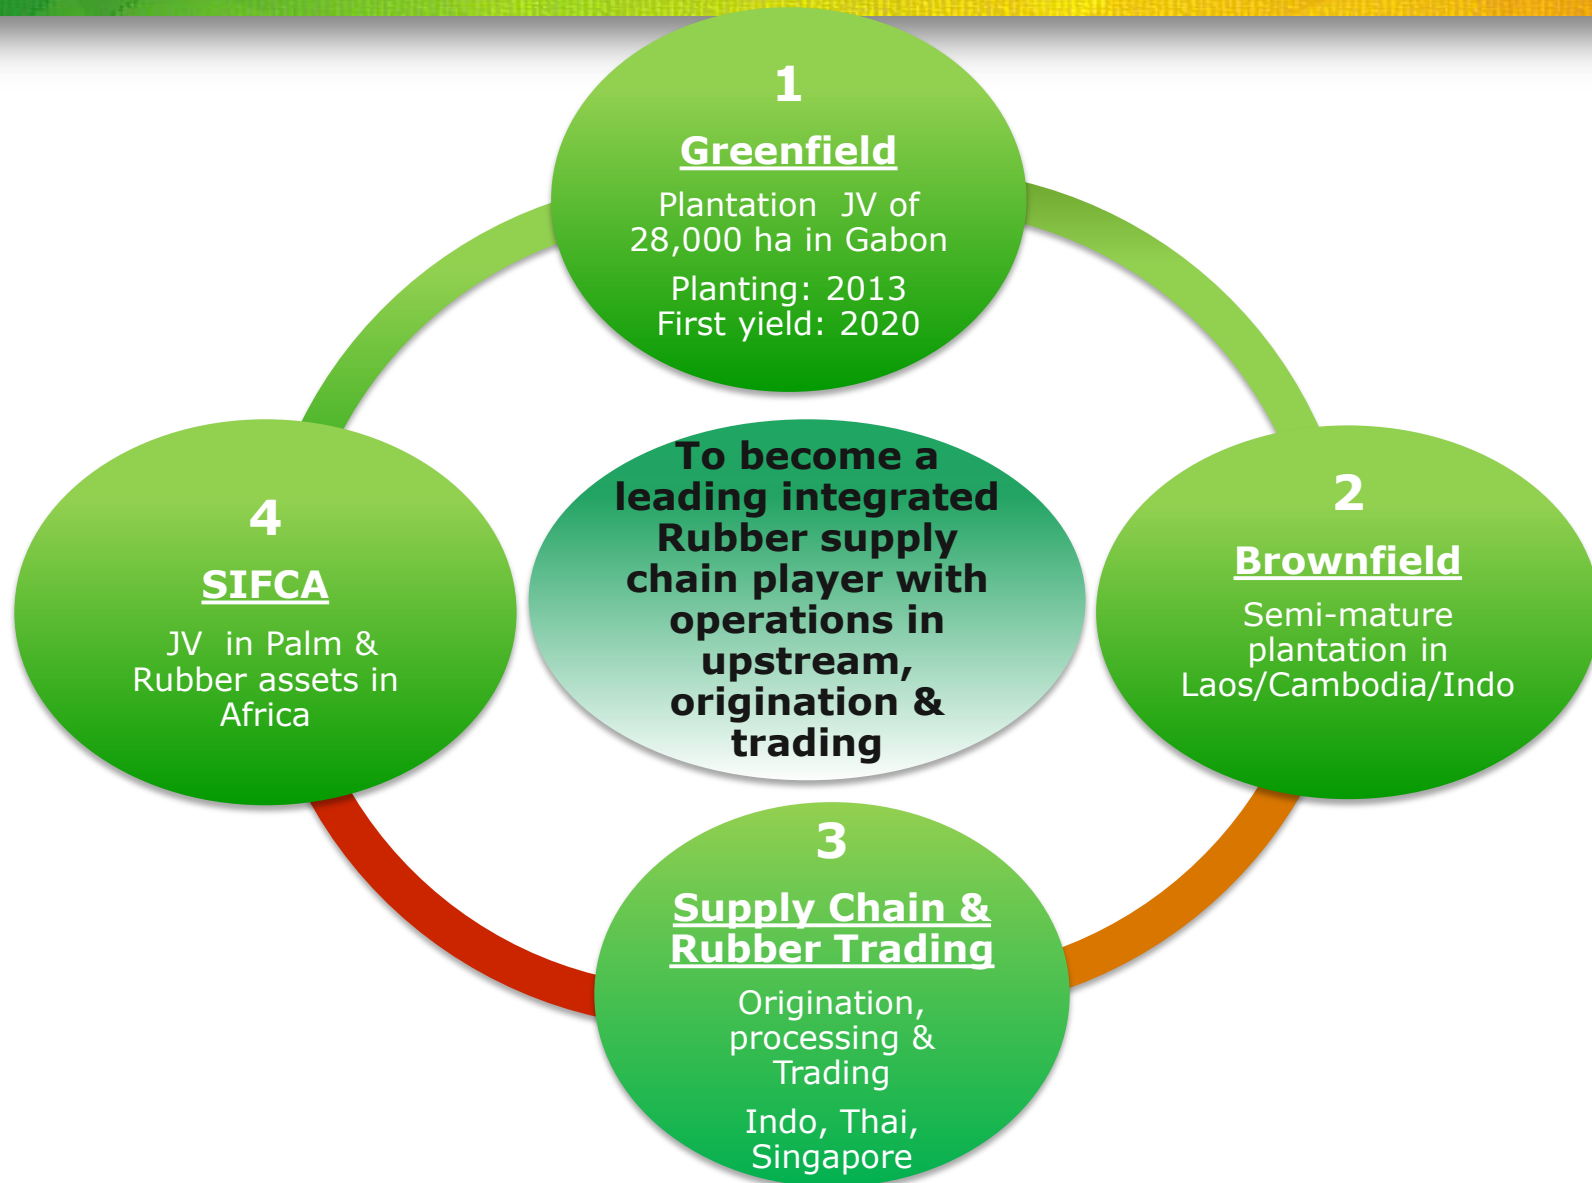 1
Greenfield
Plantation JV of
28,000 ha in Gabon
Planting: 2013
First yield: 2020
2
Brownfield
Semi-mature
plantation in
Laos/Cambodia/Indo
3
Supply Chain &
Rubber Trading
Origination,
processing &
Trading
Indo, Thai,
Singapore
4
SIFCA
JV in Palm &
Rubber assets in
Africa
To become a
leading integrated
Rubber supply
chain player with
operations in
upstream,
origination &
trading